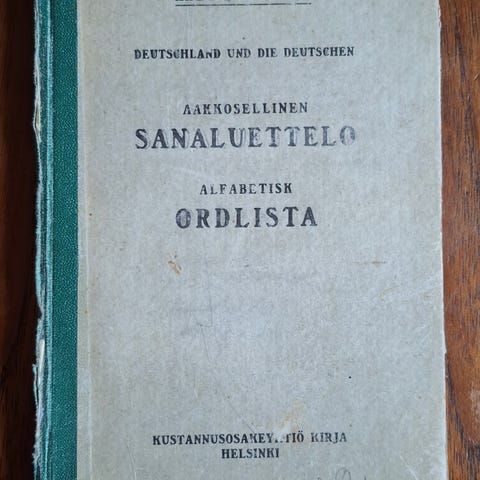 DEUTSCHLAND UND DIE DEUTSCHEN
AAKKOSELLINEN
SANALUETTELO
ALFABETISK
ORDLISTA
KUSTANNUSOSAKEYHTIÖ KIRJA
HELSINKI